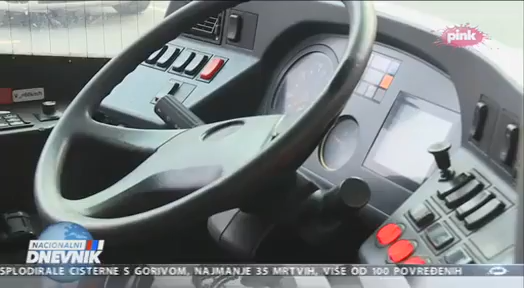 pink
NACIONALNI
DNEVNIK
SPLODIRALE CISTERNE S GORIVOM, NAJMANJE 35 MRTVIH, VIŠE OD 100 POVREĐENIH